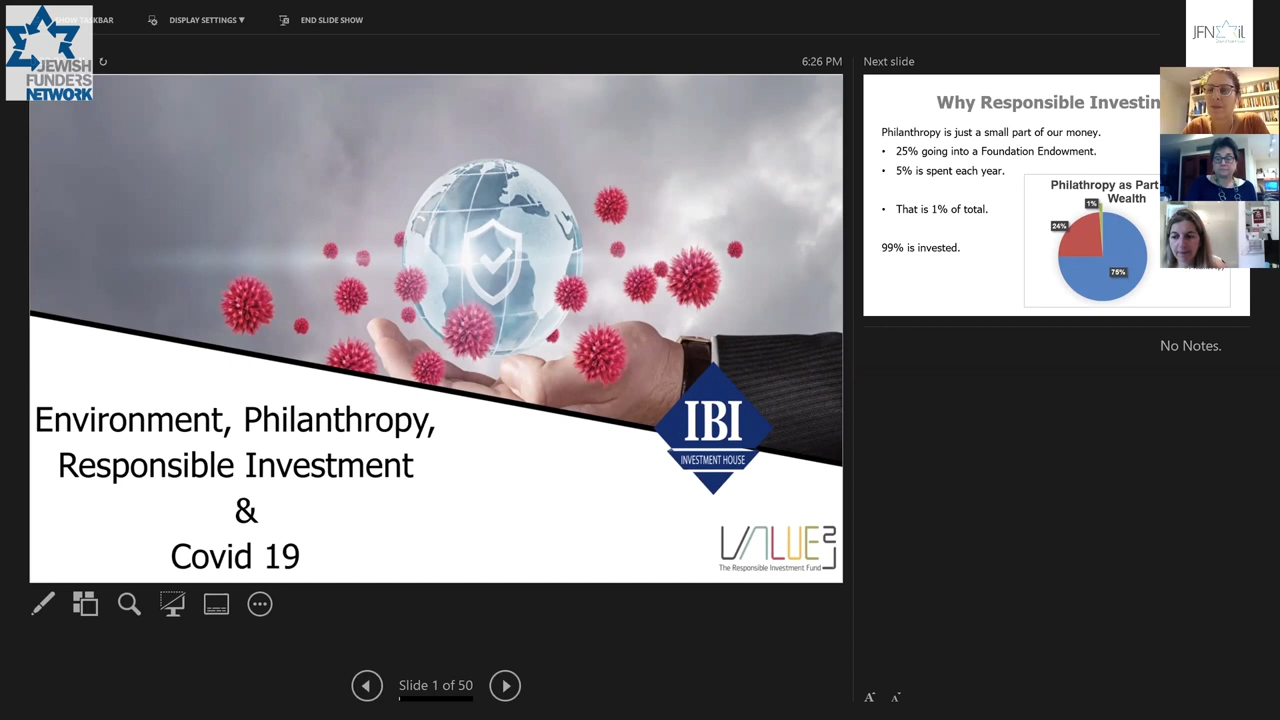 SHOW TASKBAR
DISPLAY SETTINGS ▼
END SLIDE SHOW
JEWISH
FUNDERS
NETWORK
JFN
6:26 PM
Next slide
Environment, Philanthropy,
Responsible Investment
&
Covid 19
IBI
INVESTMENT HOUSE
VALUE2
The Responsible Investment Fund
Why Responsible Investin
Philanthropy is just a small part of our money.
• 25% going into a Foundation Endowment.
• 5% is spent each year.
• That is 1% of total.
99% is invested.
Philathropy as Part
Wealth
1%
24%
75%
No Notes.
Slide 1 of 50